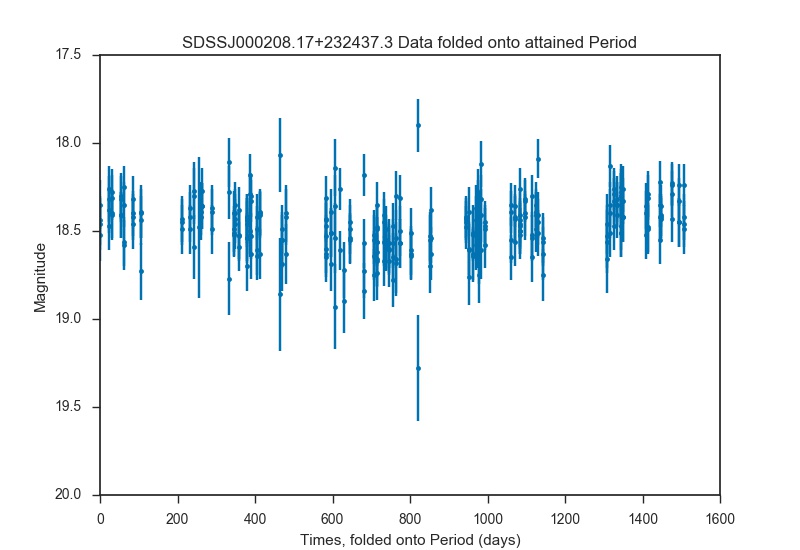 SDSSJ000208.17+232437.3 Data folded onto attained Period
17.5
18.0
18.5
19.0
19.5
20.0
Magnitude
0 200 400 600 800 1000 1200 1400 1600
Times, folded onto Period (days)